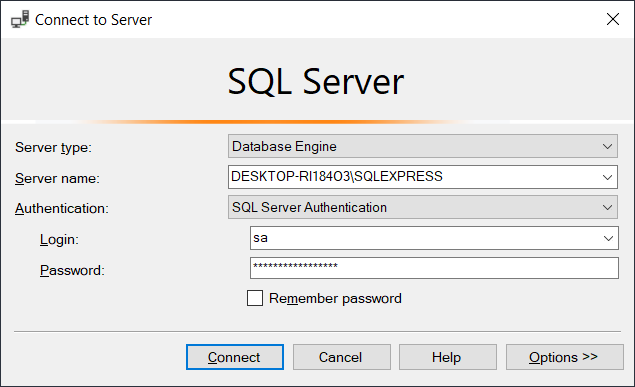 Connect to Server
SQL Server
Server type: Database Engine
Server name: DESKTOP-RI184O3\SQLEXPRESS
Authentication: SQL Server Authentication
Login: sa
Password: *****************
Remember password
Connect Cancel Help Options >>